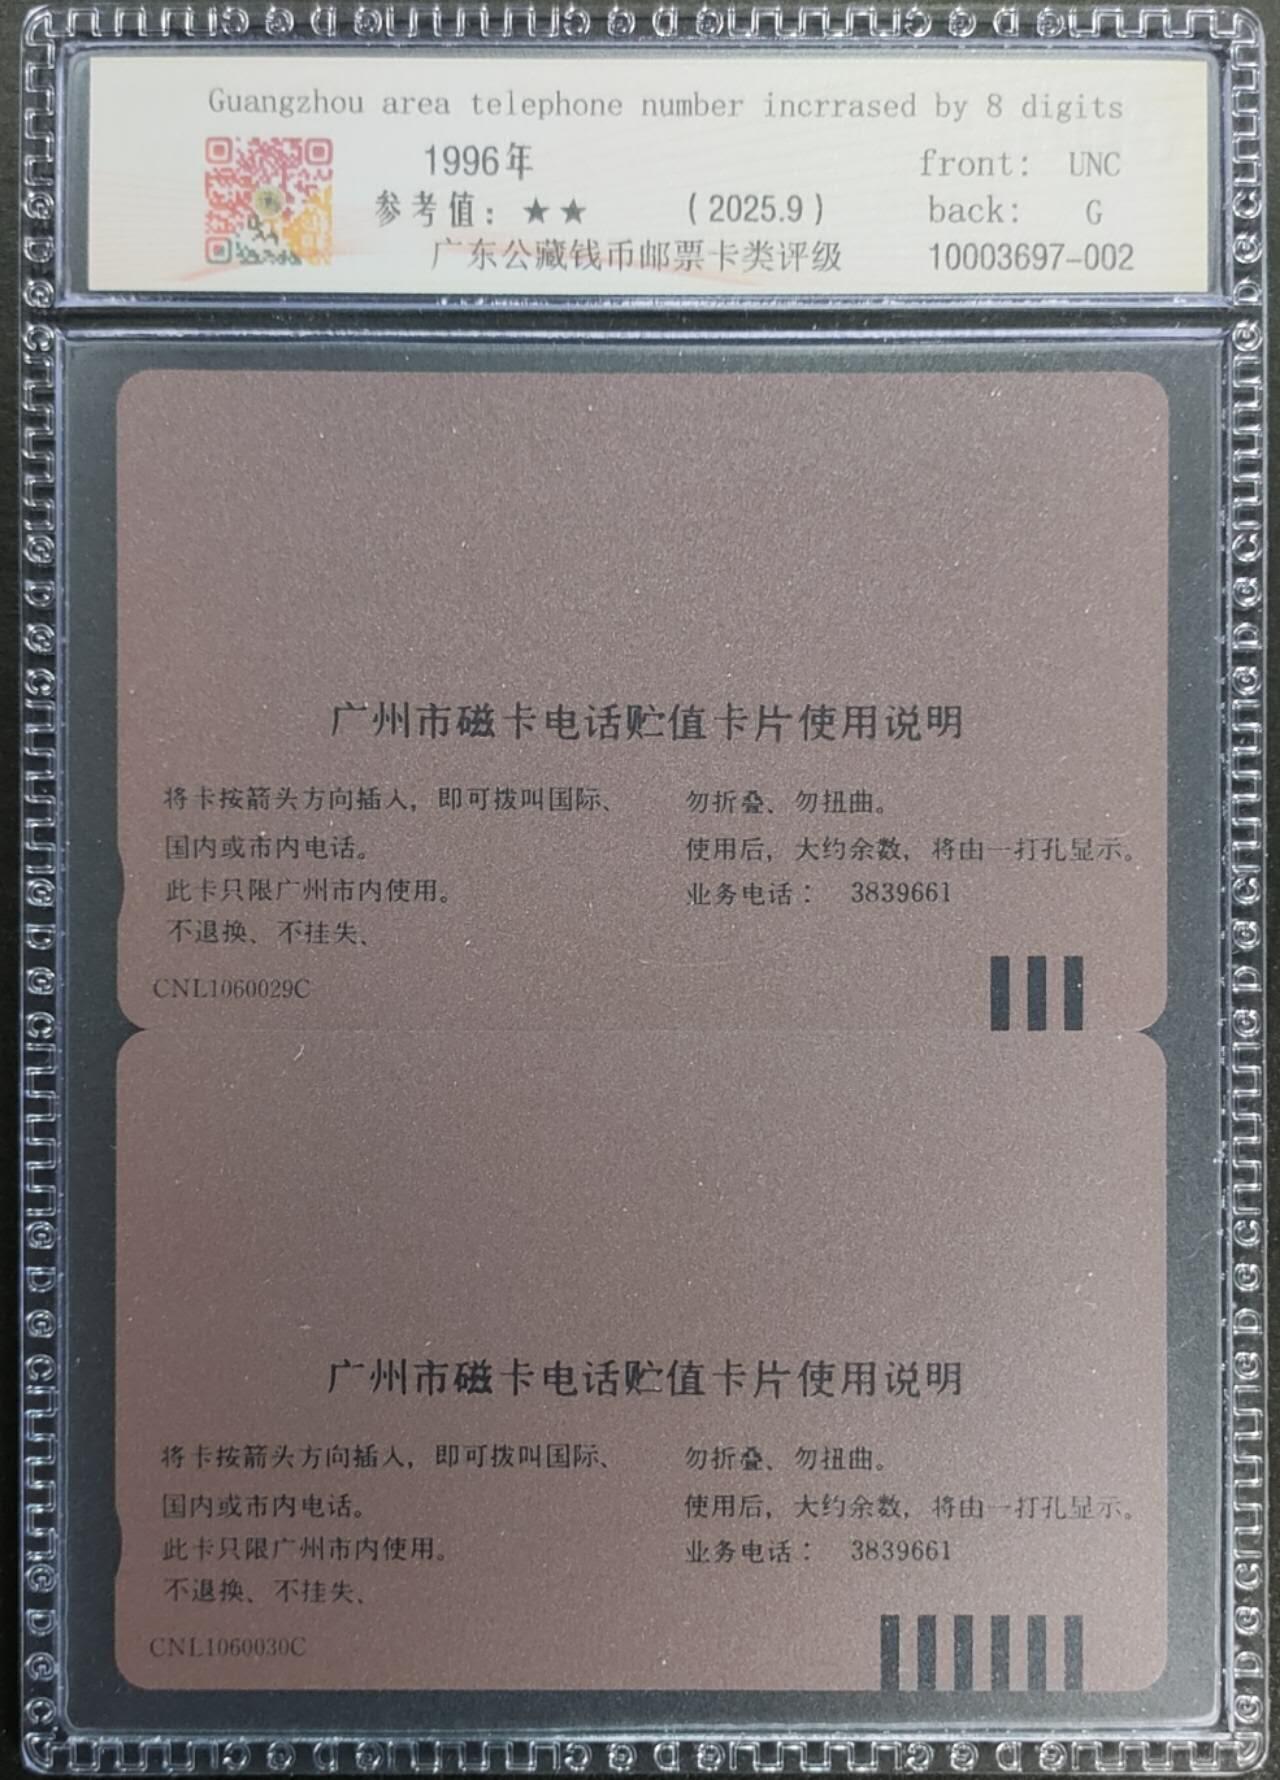 Guangzhou area telephone number incrrased by 8 digits
1996年
front: UNC
参考值：★★ （2025.9）
back: G
广东公藏钱币邮票卡类评级
10003697-002
广州市磁卡电话贮值卡片使用说明
将卡按箭头方向插入，即可拨叫国际、
国内或市内电话。
此卡只限广州市内使用。
不退换、不挂失、
勿折叠、勿扭曲。
使用后，大约余数，将由一打孔显示。
业务电话： 3839661
CNL1060029C
广州市磁卡电话贮值卡片使用说明
将卡按箭头方向插入，即可拨叫国际、
国内或市内电话。
此卡只限广州市内使用。
不退换、不挂失、
勿折叠、勿扭曲。
使用后，大约余数，将由一打孔显示。
业务电话： 3839661
CNL1060030C